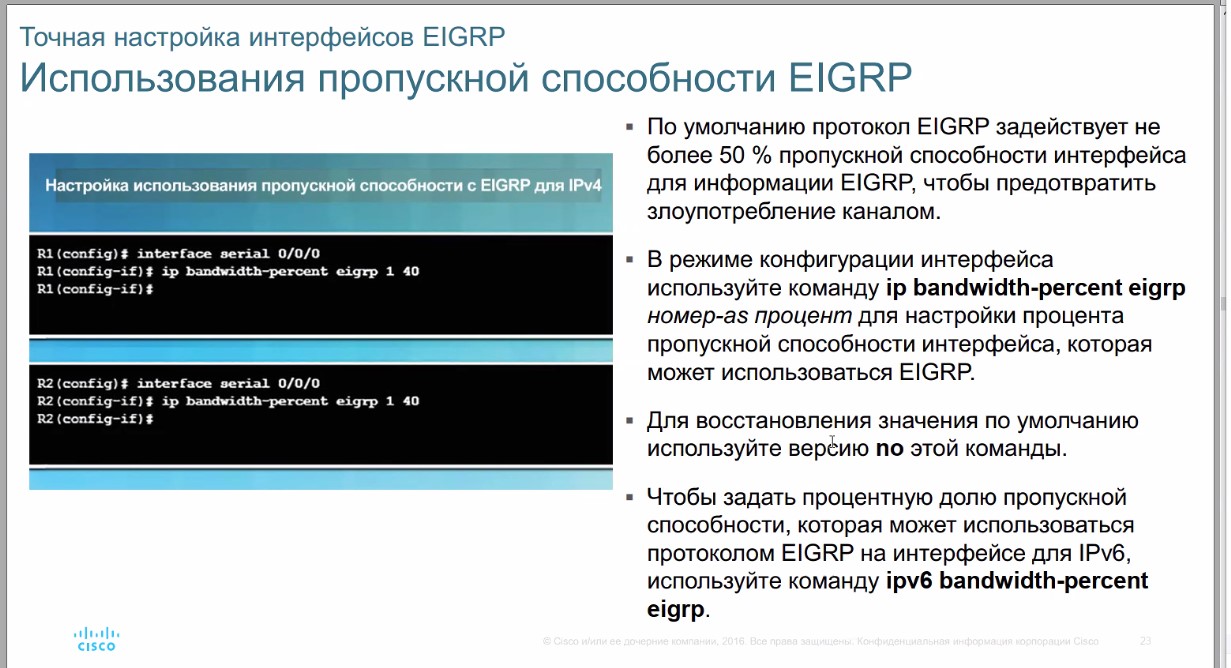 Точная настройка интерфейсов EIGRP
Использования пропускной способности EIGRP
Настройка использования пропускной способности с EIGRP для IPv4
R1(config)# interface serial 0/0/0
R1(config-if)# ip bandwidth-percent eigrp 1 40
R1(config-if)#
R2(config)# interface serial 0/0/0
R2(config-if)# ip bandwidth-percent eigrp 1 40
R2(config-if)#
▪ По умолчанию протокол EIGRP задействует не
более 50 % пропускной способности интерфейса
для информации EIGRP, чтобы предотвратить
злоупотребление каналом.
▪ В режиме конфигурации интерфейса
используйте команду ip bandwidth-percent eigrp
номер-as процент для настройки процента
пропускной способности интерфейса, которая
может использоваться EIGRP.
▪ Для восстановления значения по умолчанию
используйте версию no этой команды.
▪ Чтобы задать процентную долю пропускной
способности, которая может использоваться
протоколом EIGRP на интерфейсе для IPv6,
используйте команду ipv6 bandwidth-percent
eigrp.
CISCO
© Cisco и/или ее дочерние компании, 2016. Все права защищены. Конфиденциальная информация корпорации Cisco
23